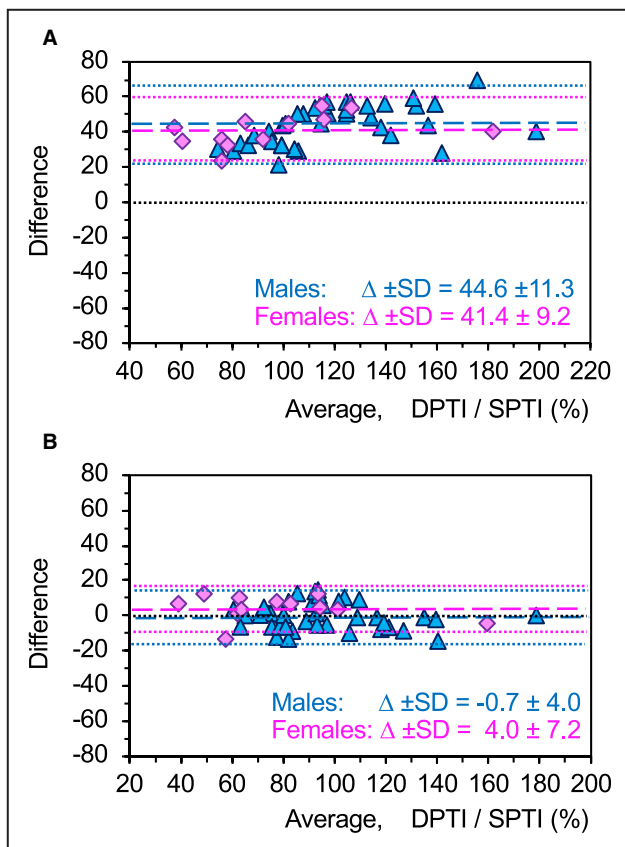 A
80
60
40
20
0
-20
-40
-60
-80
Difference
Males: Δ ±SD = 44.6 ±11.3
Females: Δ ±SD = 41.4 ± 9.2
40 60 80 100 120 140 160 180 200 220
Average, DPTI / SPTI (%)
B
80
60
40
20
0
-20
-40
-60
-80
Difference
Males: Δ ±SD = -0.7 ± 4.0
Females: Δ ±SD = 4.0 ± 7.2
20 40 60 80 100 120 140 160 180 200
Average, DPTI / SPTI (%)